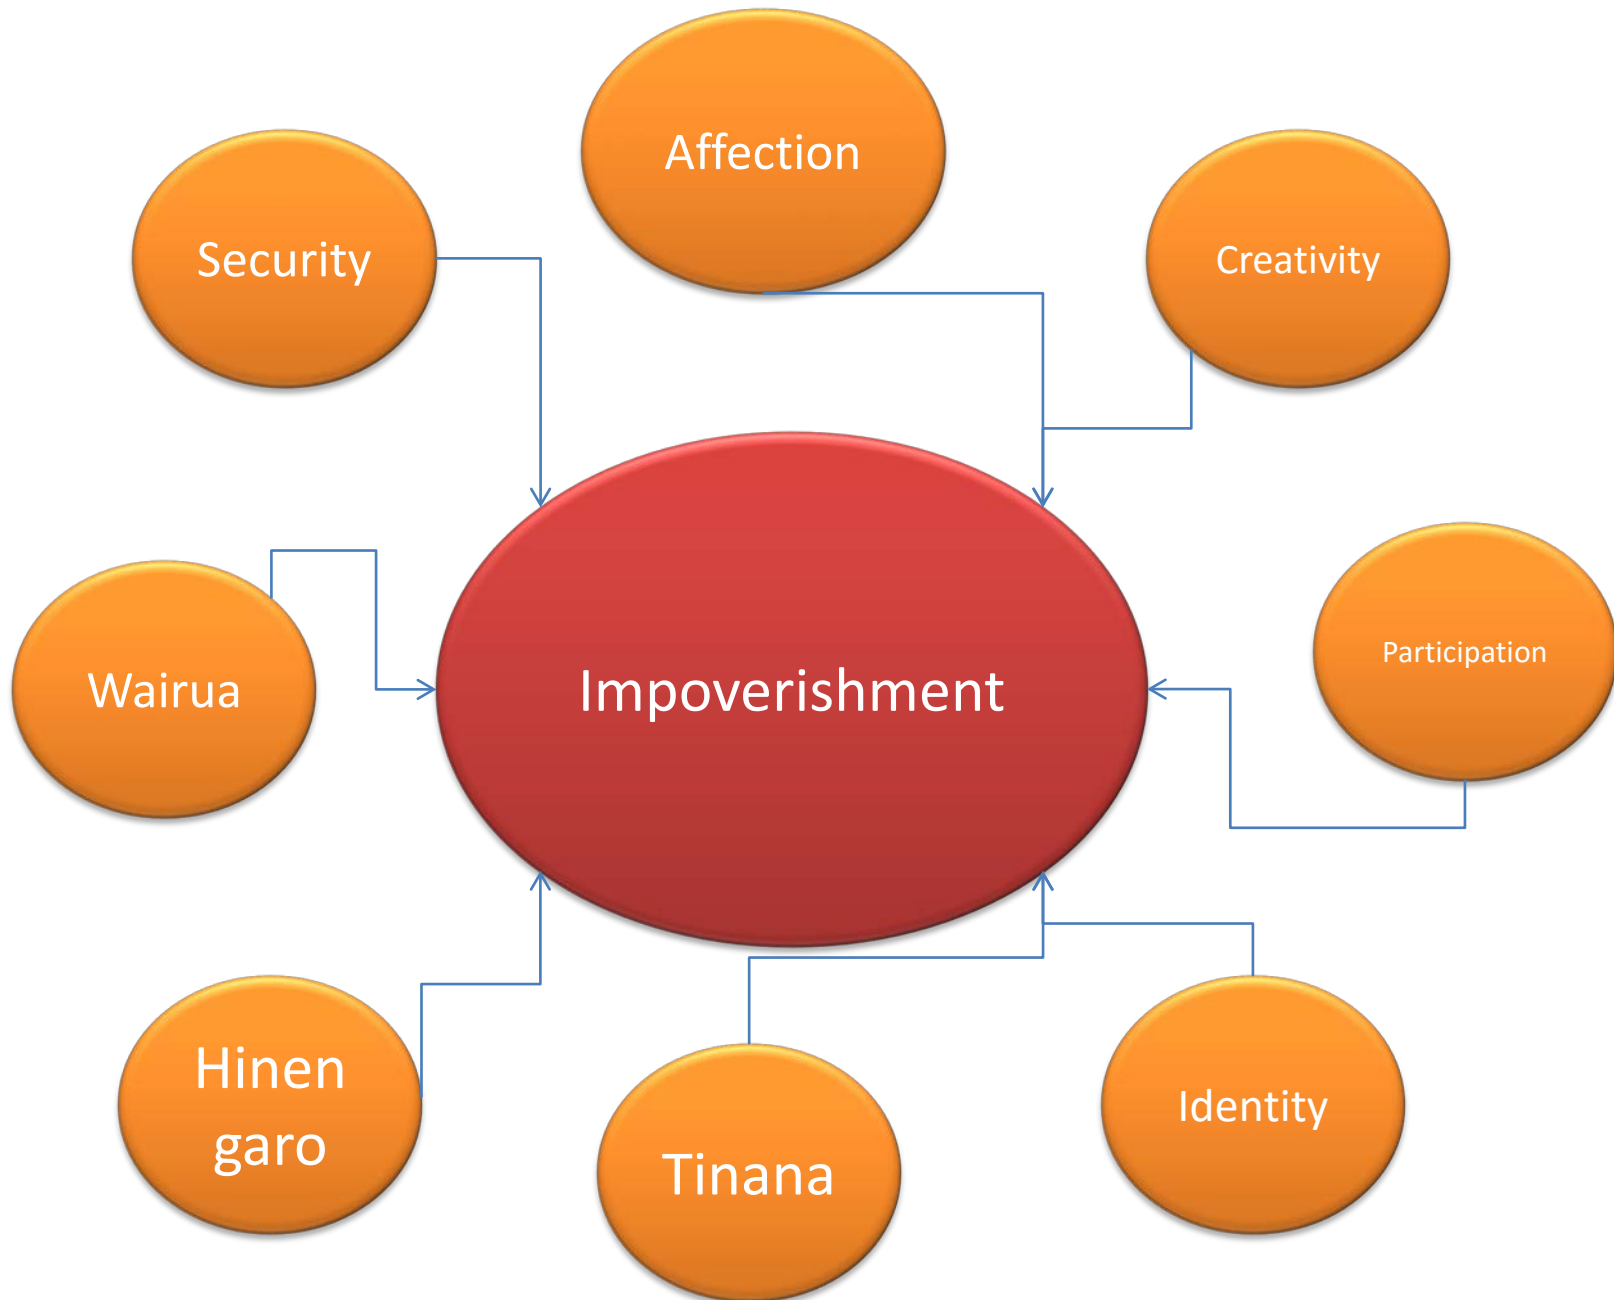 Affection
Security
Creativity
Participation
Wairua
Impoverishment
Hinen
garo
Tinana
Identity